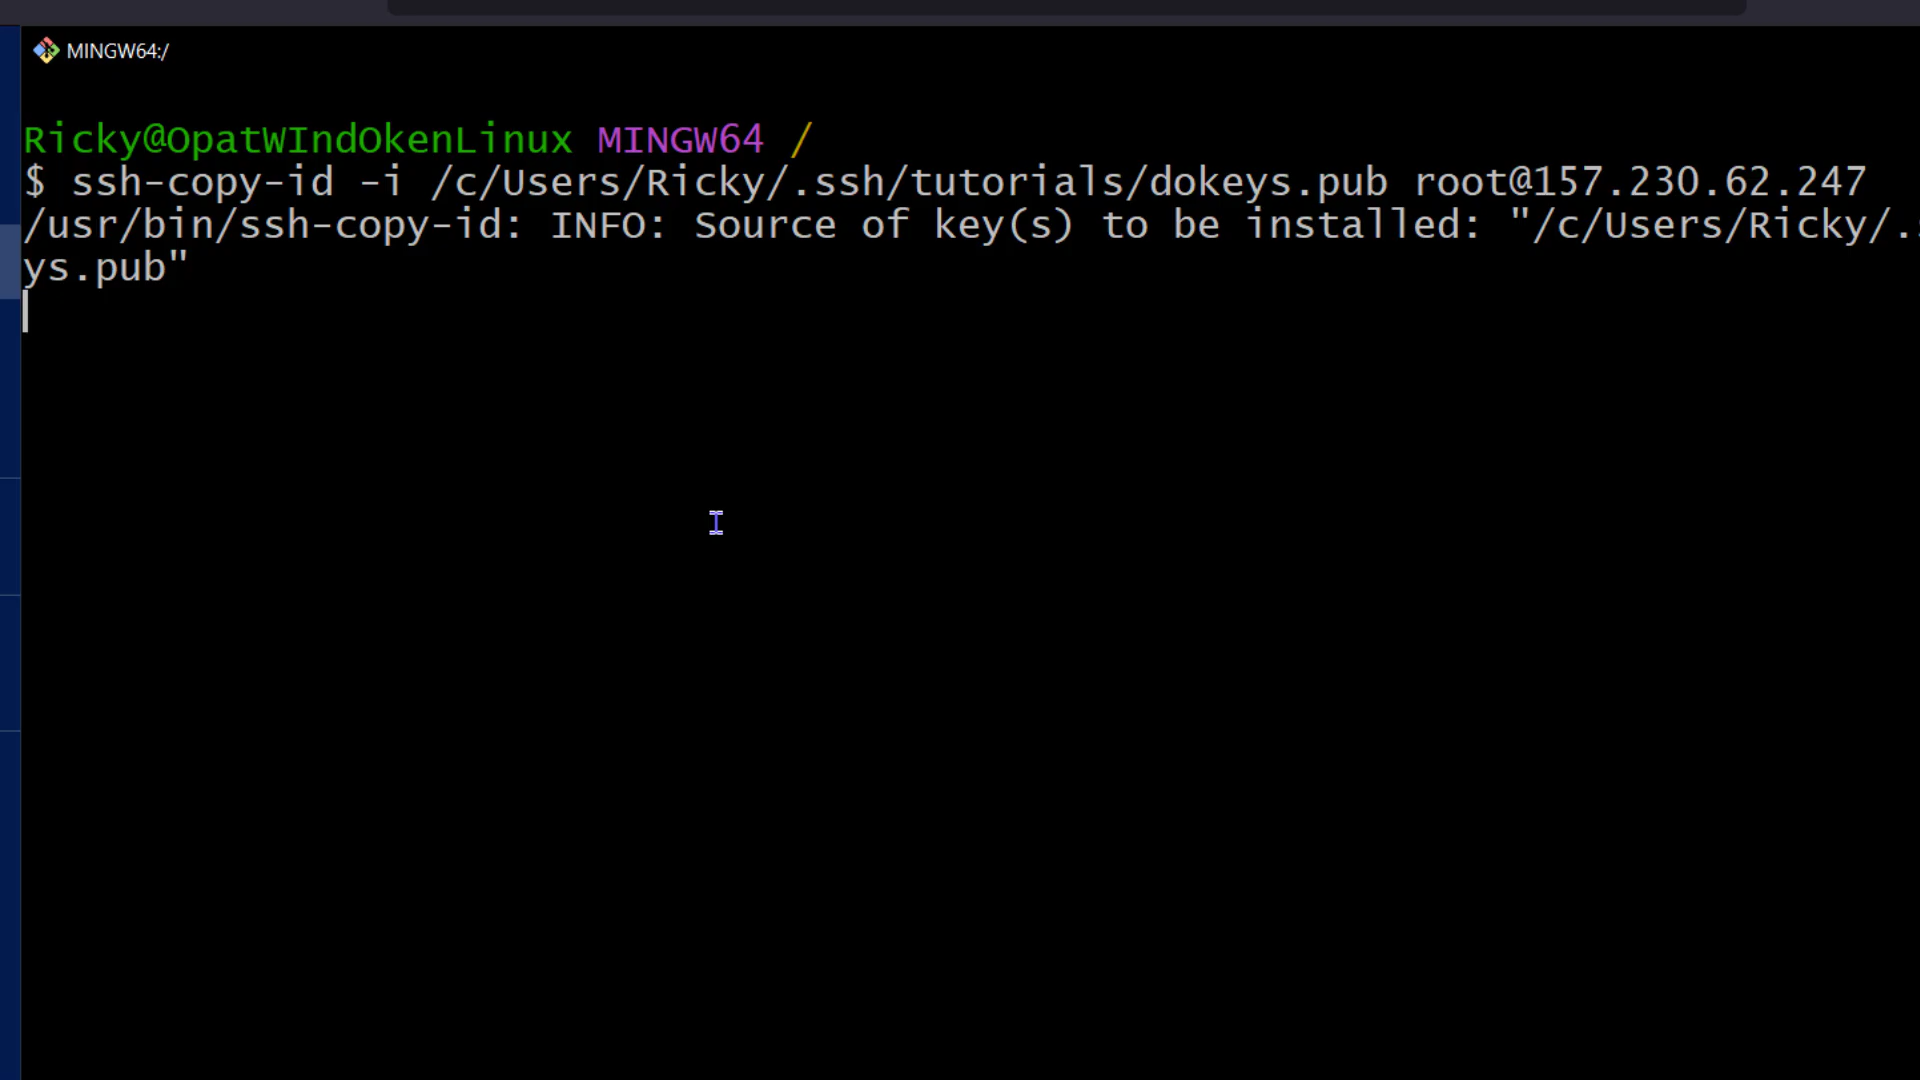 MINGW64:/
Ricky@OpatWIndOkenLinux MINGW64 /
$ ssh-copy-id -i /c/Users/Ricky/.ssh/tutorials/dokeys.pub root@157.230.62.247
/usr/bin/ssh-copy-id: INFO: Source of key(s) to be installed: "/c/Users/Ricky/.
ys.pub"